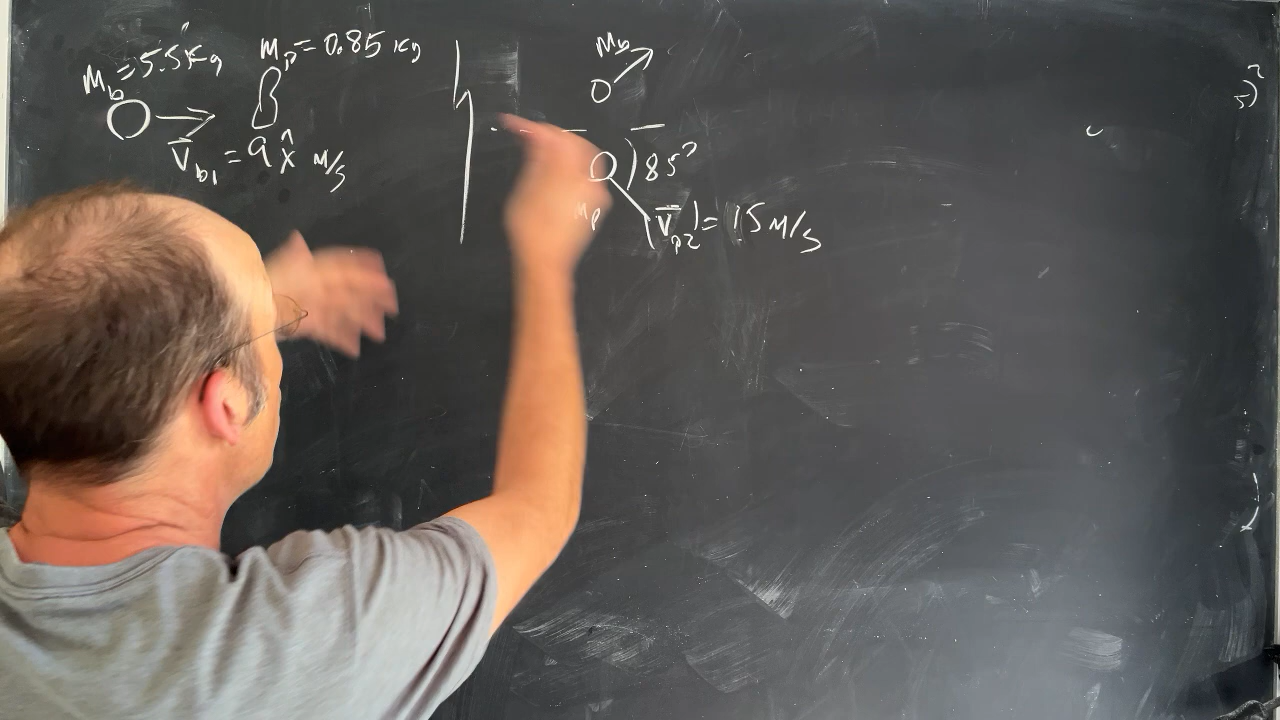 M_b = 5.5 Kg
M_p = 0.85 Kg
V_b1 = 9 x̂ M/s
M_b
85°
M_p
|V_p2| = 15 M/s